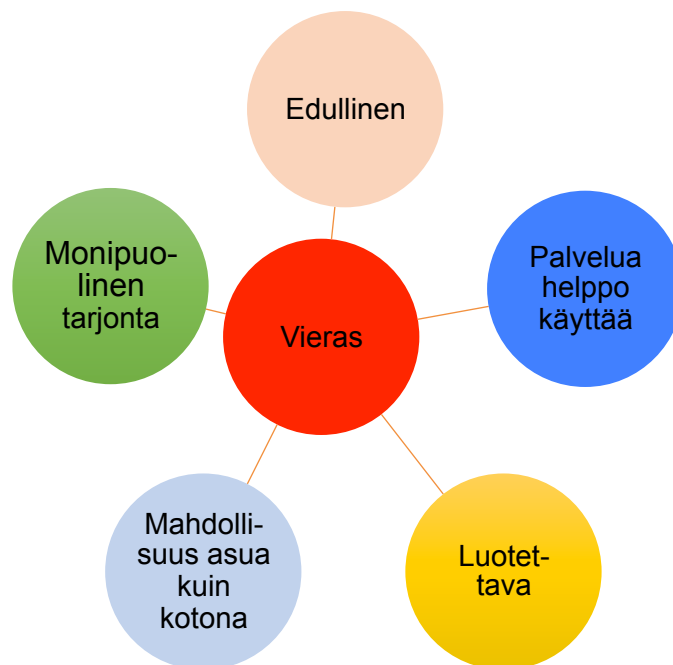 Edullinen
Monipuo-
linen
tarjonta
Palvelua
helppo
käyttää
Vieras
Mahdolli-
suus asua
kuin
kotona
Luotet-
tava